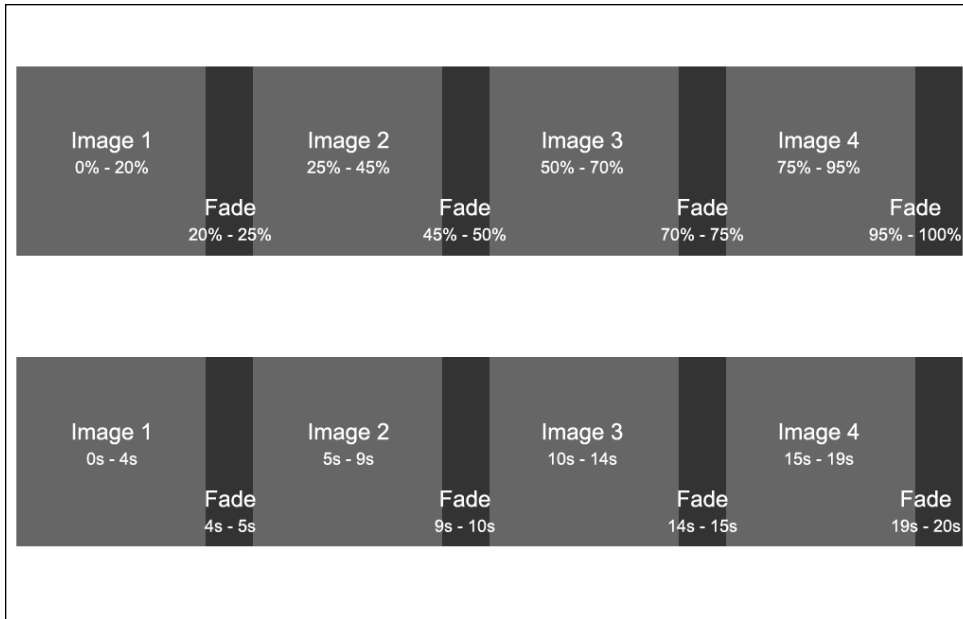 Image 1
0% - 20%
Image 2
25% - 45%
Image 3
50% - 70%
Image 4
75% - 95%
Fade
20% - 25%
Fade
45% - 50%
Fade
70% - 75%
Fade
95% - 100%
Image 1
0s - 4s
Image 2
5s - 9s
Image 3
10s - 14s
Image 4
15s - 19s
Fade
4s - 5s
Fade
9s - 10s
Fade
14s - 15s
Fade
19s - 20s